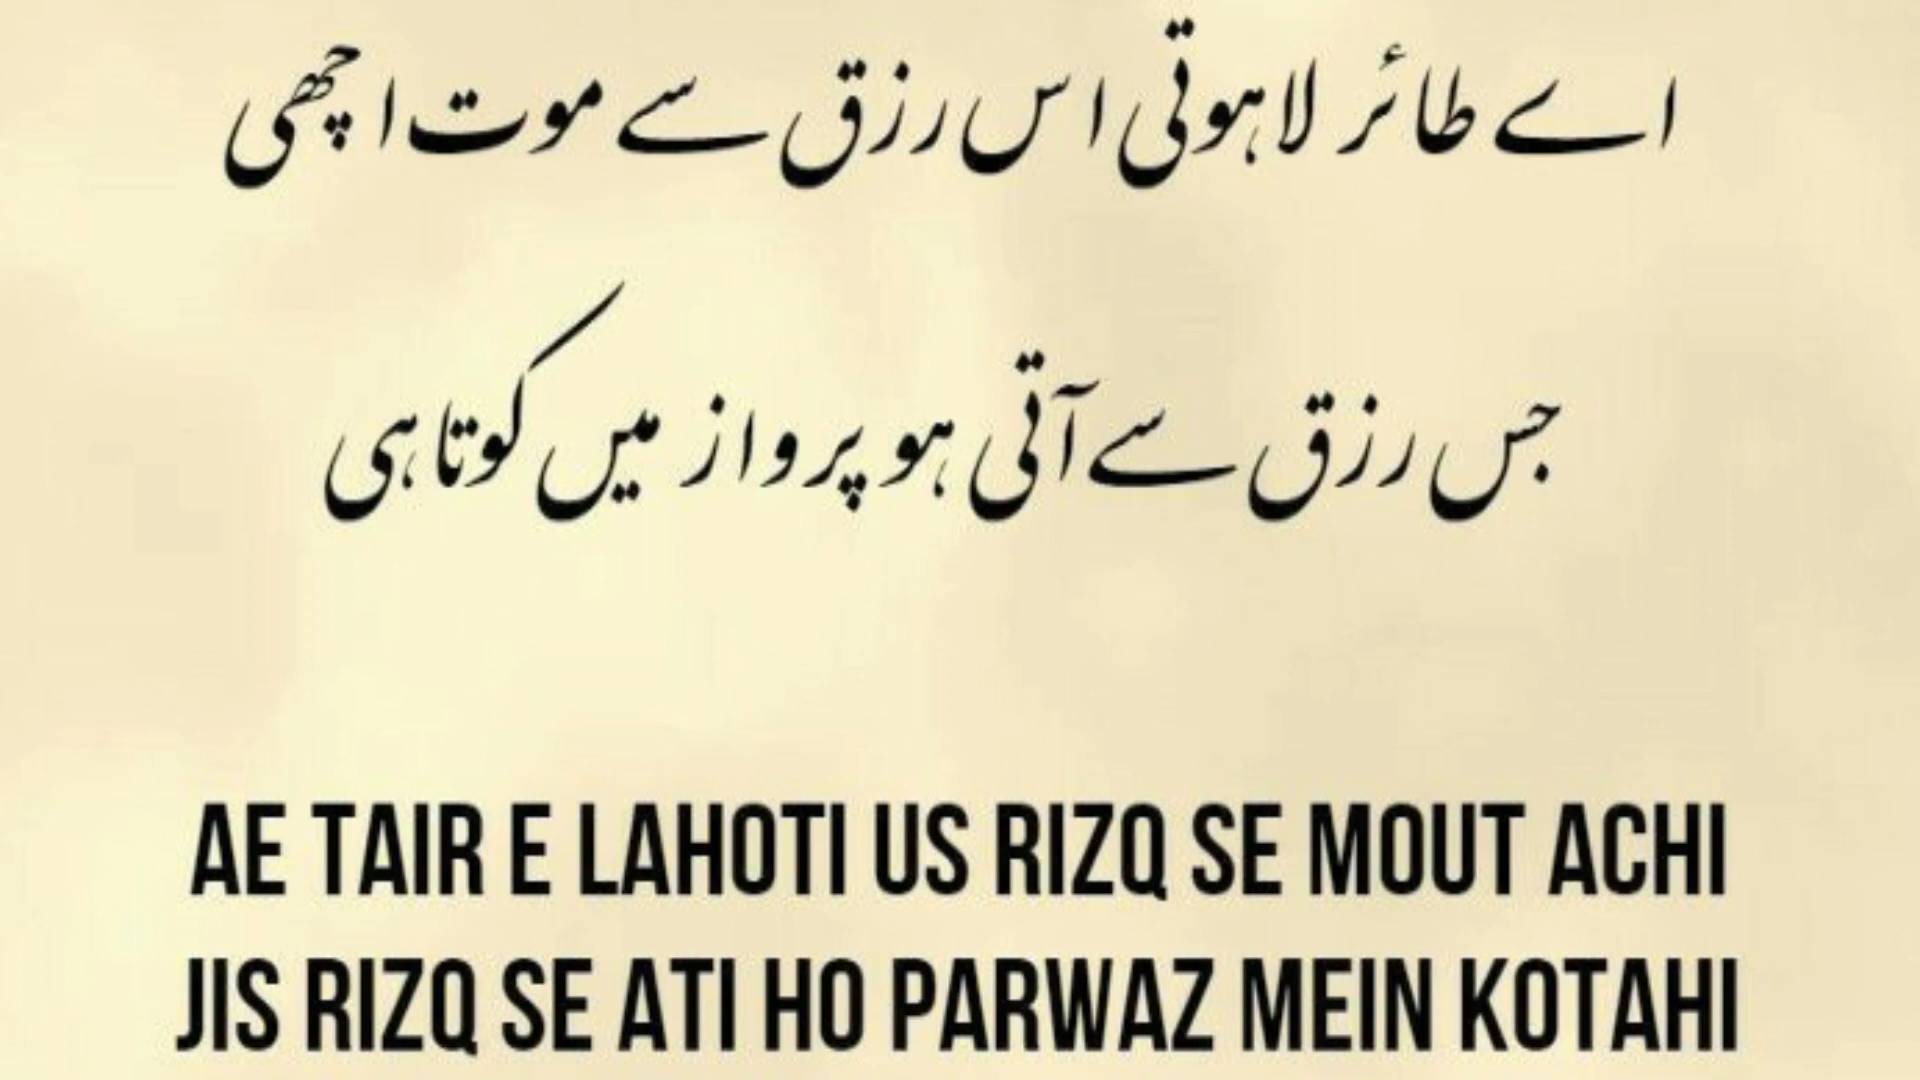 اے طائر لاہوتی اس رزق سے موت اچھی
جس رزق سے آتی ہو پرواز میں کوتاہی
AE TAIR E LAHOTI US RIZQ SE MOUT ACHI
JIS RIZQ SE ATI HO PARWAZ MEIN KOTAHI